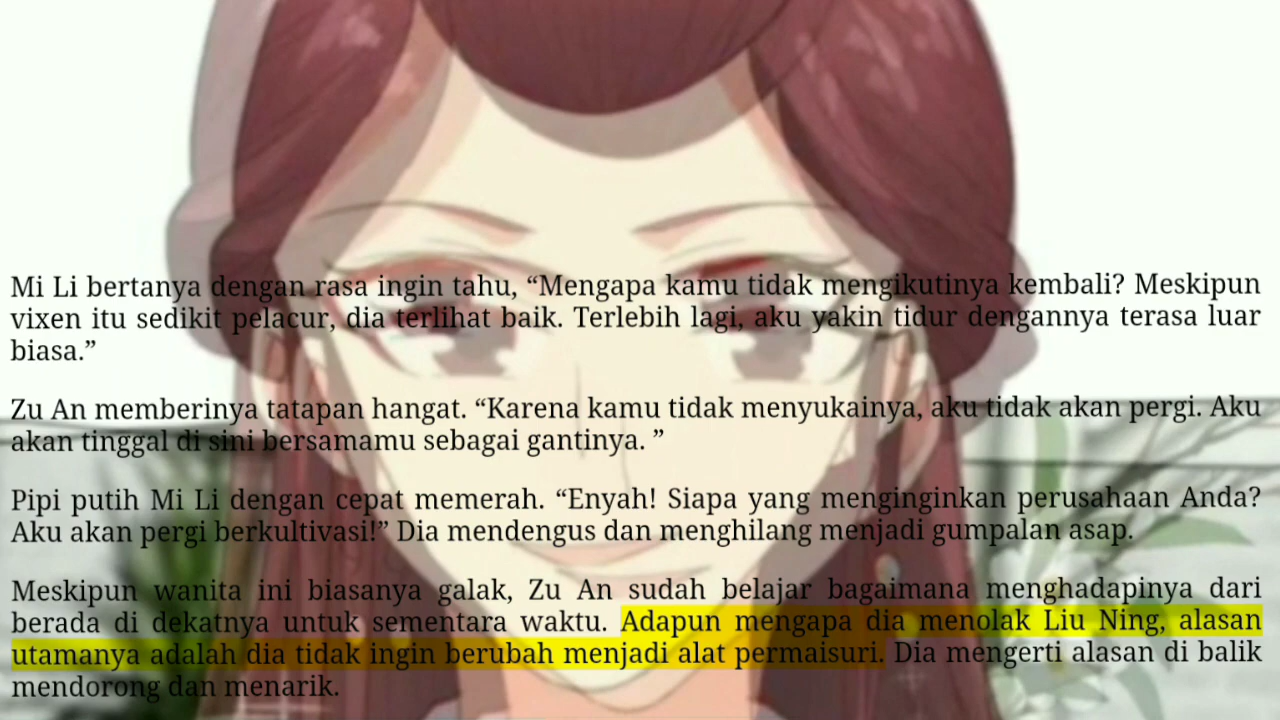 Mi Li bertanya dengan rasa ingin tahu, “Mengapa kamu tidak mengikutinya kembali? Meskipun
vixen itu sedikit pelacur, dia terlihat baik. Terlebih lagi, aku yakin tidur dengannya terasa luar
biasa.”
Zu An memberinya tatapan hangat. “Karena kamu tidak menyukainya, aku tidak akan pergi. Aku
akan tinggal di sini bersamamu sebagai gantinya. ”
Pipi putih Mi Li dengan cepat memerah. “Enyah! Siapa yang menginginkan perusahaan Anda?
Aku akan pergi berkultivasi!” Dia mendengus dan menghilang menjadi gumpalan asap.
Meskipun wanita ini biasanya galak, Zu An sudah belajar bagaimana menghadapinya dari
berada di dekatnya untuk sementara waktu. Adapun mengapa dia menolak Liu Ning, alasan
utamanya adalah dia tidak ingin berubah menjadi alat permaisuri. Dia mengerti alasan di balik
mendorong dan menarik.